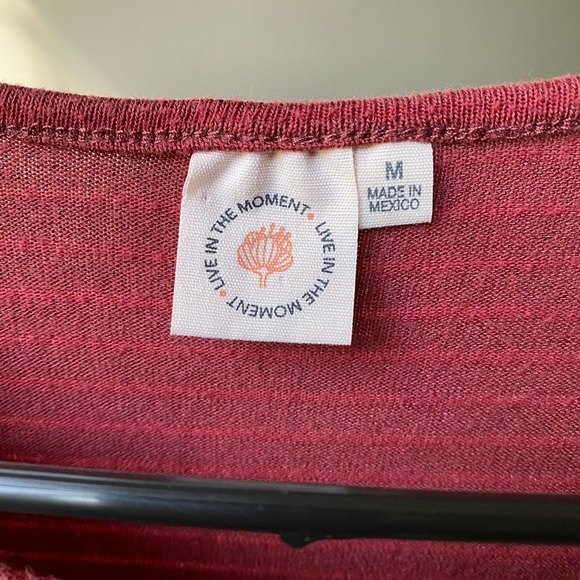 LIVE IN THE MOMENT • LIVE IN THE MOMENT •
M
MADE IN
MEXICO